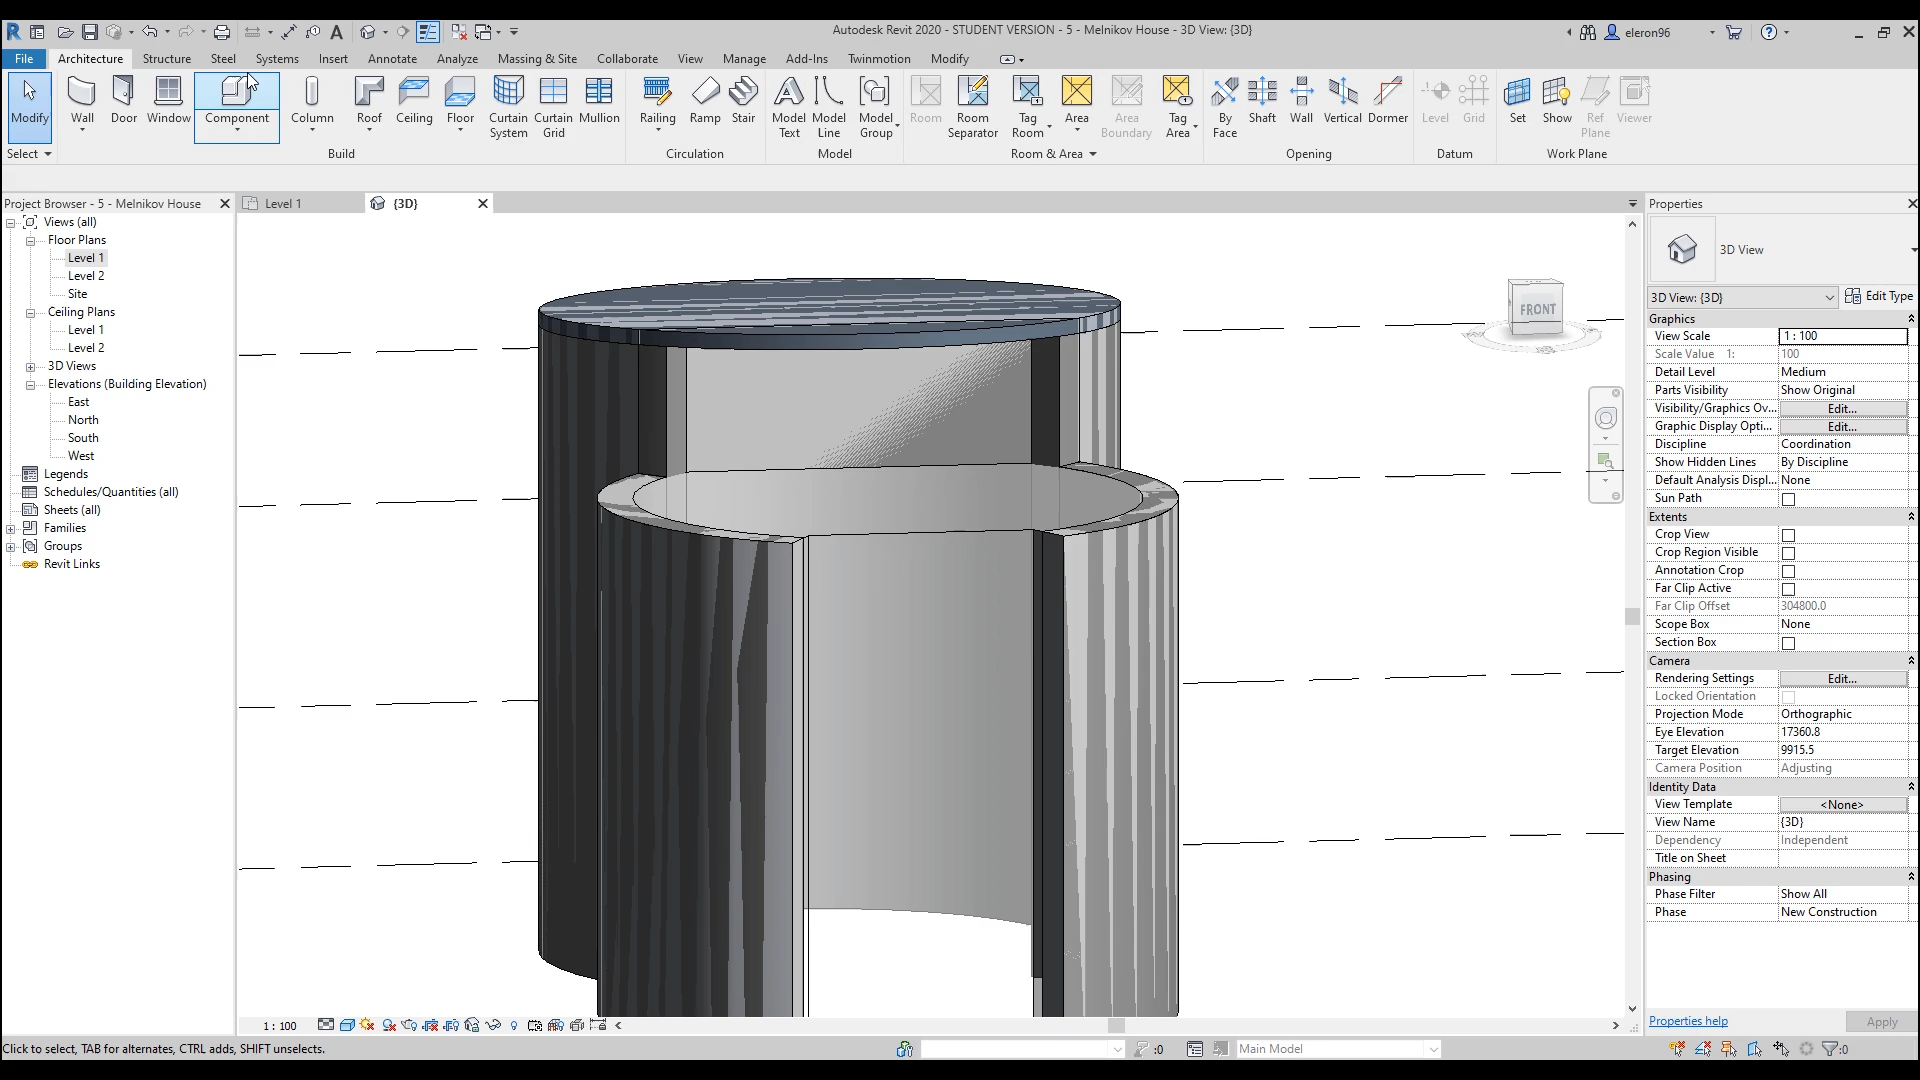 Autodesk Revit 2020 - STUDENT VERSION - 5 - Melnikov House - 3D View: {3D}
eleron96
File Architecture Structure Steel Systems Insert Annotate Analyze Massing & Site Collaborate View Manage Add-Ins Twinmotion Modify
Modify Wall Door Window Component Column Roof Ceiling Floor Curtain System Curtain Grid Mullion Railing Ramp Stair Model Text Model Line Model Group Room Room Separator Tag Room Area Area Boundary Tag Area By Face Shaft Wall Vertical Dormer Level Grid Set Show Ref Plane Viewer
Select Build Circulation Model Room & Area Opening Datum Work Plane
Project Browser - 5 - Melnikov House
Views (all)
Floor Plans
Level 1
Level 2
Site
Ceiling Plans
Level 1
Level 2
3D Views
Elevations (Building Elevation)
East
North
South
West
Legends
Schedules/Quantities (all)
Sheets (all)
Families
Groups
Revit Links
Level 1 {3D}
FRONT
Properties
3D View
3D View: {3D} Edit Type
Graphics
View Scale 1 : 100
Scale Value 1: 100
Detail Level Medium
Parts Visibility Show Original
Visibility/Graphics Ov... Edit...
Graphic Display Opti... Edit...
Discipline Coordination
Show Hidden Lines By Discipline
Default Analysis Displ... None
Sun Path
Extents
Crop View
Crop Region Visible
Annotation Crop
Far Clip Active
Far Clip Offset 304800.0
Scope Box None
Section Box
Camera
Rendering Settings Edit...
Locked Orientation
Projection Mode Orthographic
Eye Elevation 17360.8
Target Elevation 9915.5
Camera Position Adjusting
Identity Data
View Template <None>
View Name {3D}
Dependency Independent
Title on Sheet
Phasing
Phase Filter Show All
Phase New Construction
Properties help Apply
1 : 100
Click to select, TAB for alternates, CTRL adds, SHIFT unselects. :0 Main Model :0